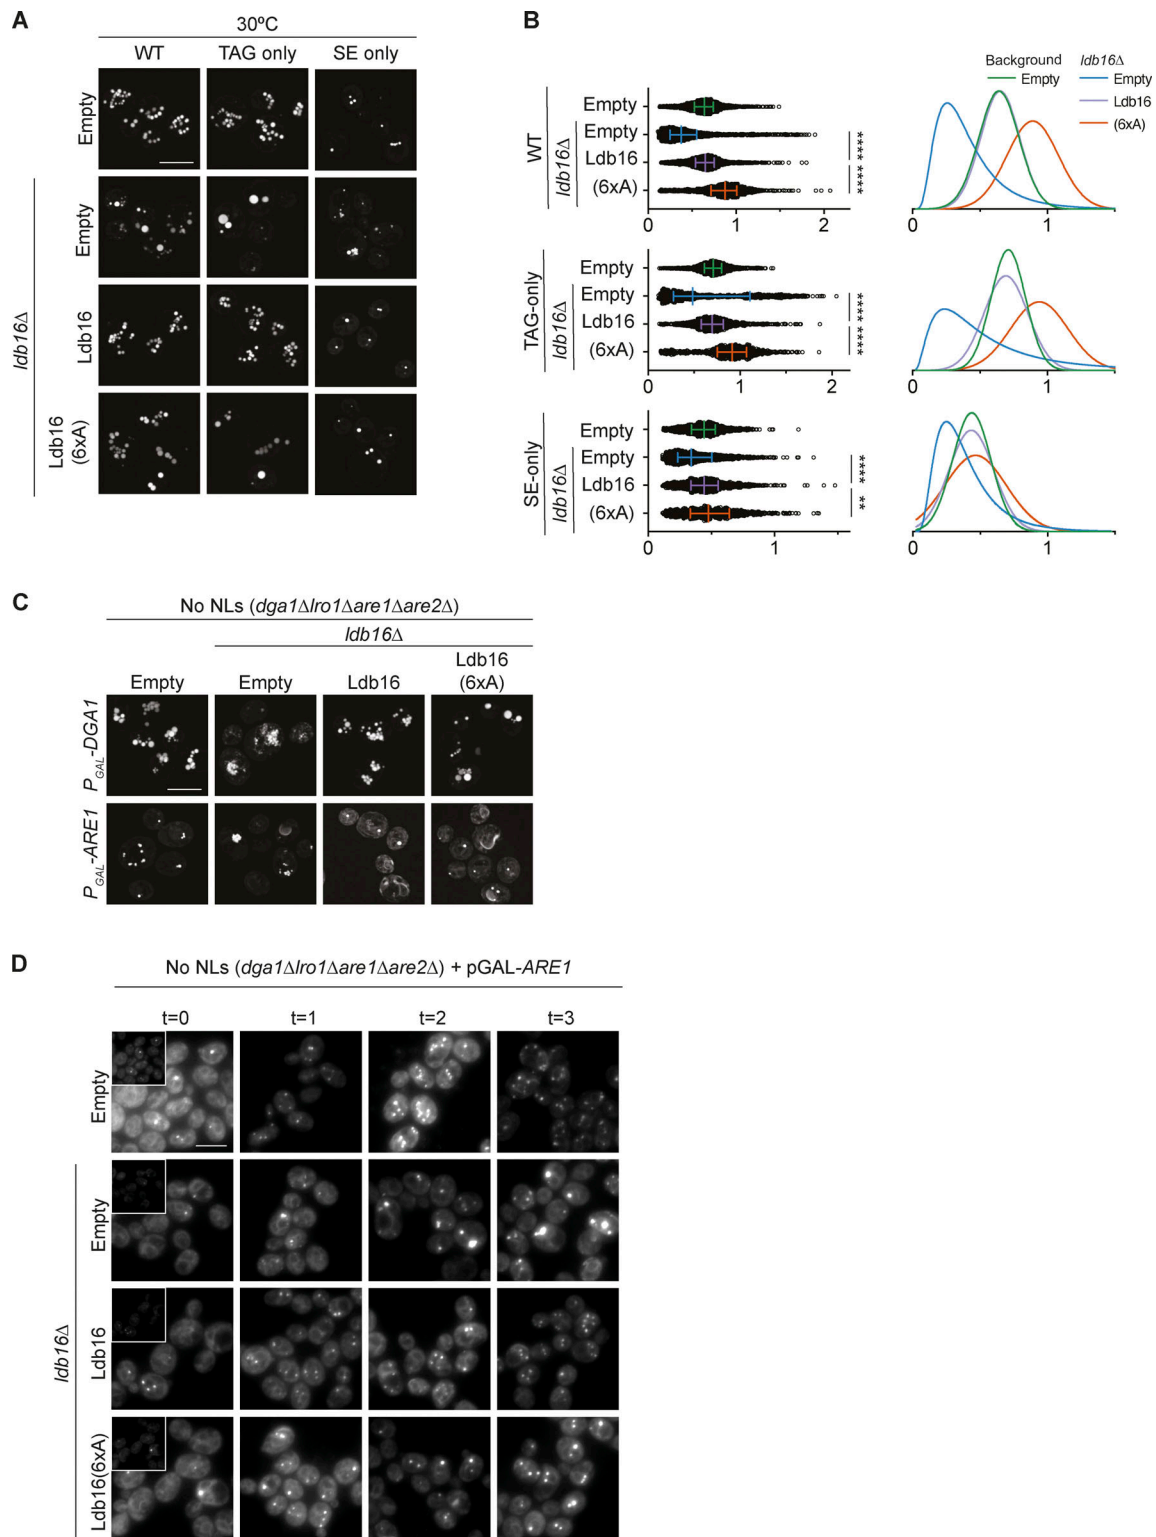 A
30ºC
WT TAG only SE only
Empty
ldb16Δ
Empty
Ldb16
Ldb16
(6xA)
B
Background ldb16Δ
Empty Empty
Ldb16
(6xA)
WT
Empty
ldb16Δ
Empty
Ldb16
(6xA)
**** ****
0 1 2
0 1
TAG-only
Empty
ldb16Δ
Empty
Ldb16
(6xA)
**** ****
0 1 2
0 1
SE-only
Empty
ldb16Δ
Empty
Ldb16
(6xA)
**** **
0 1
0 1
C
No NLs (dga1Δlro1Δare1Δare2Δ)
ldb16Δ
Empty Empty Ldb16 Ldb16
(6xA)
PGAL-DGA1
PGAL-ARE1
D
No NLs (dga1Δlro1Δare1Δare2Δ) + pGAL-ARE1
t=0 t=1 t=2 t=3
Empty
ldb16Δ
Empty
Ldb16
Ldb16(6xA)